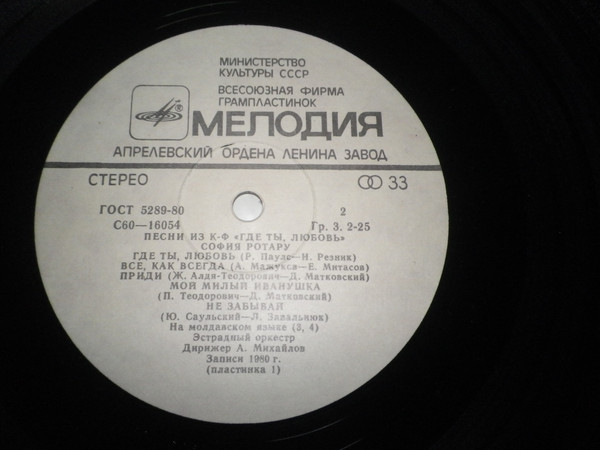 МИНИСТЕРСТВО
КУЛЬТУРЫ СССР
ВСЕСОЮЗНАЯ ФИРМА
ГРАМПЛАСТИНОК
®
МЕЛОДИЯ
АПРЕЛЕВСКИЙ ОРДЕНА ЛЕНИНА ЗАВОД
СТЕРЕО 33
ГОСТ 5289-80 2
С60—16054 Гр. 3. 2-25
ПЕСНИ ИЗ К-Ф «ГДЕ ТЫ, ЛЮБОВЬ»
СОФИЯ РОТАРУ
ГДЕ ТЫ, ЛЮБОВЬ (Р. Паулс—И. Резник)
ВСЕ, КАК ВСЕГДА (А. Мажукса—Е. Митасов)
ПРИДИ (Ж. Алди-Теодорович—Д. Матковский)
МОЙ МИЛЫЙ ИВАНУШКА
(П. Теодорович—Д. Матковский)
НЕ ЗАБЫВАЙ
(Ю. Саульский—Л. Завальнюк)
На молдавском языке (3, 4)
Эстрадный оркестр
Дирижер А. Михайлов
Записи 1980 г.
(пластинка 1)